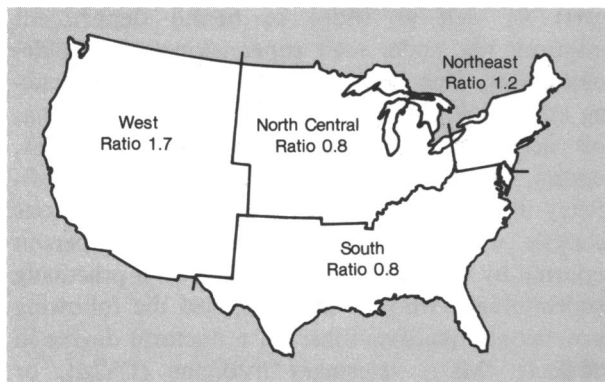 Northeast
Ratio 1.2
West
Ratio 1.7
North Central
Ratio 0.8
South
Ratio 0.8